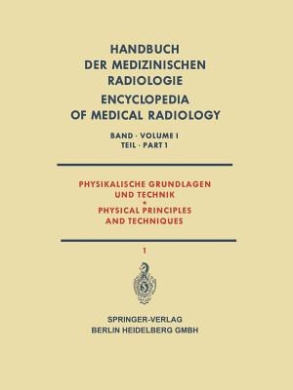 HANDBUCH
DER MEDIZINISCHEN
RADIOLOGIE
ENCYCLOPEDIA
OF MEDICAL RADIOLOGY
BAND · VOLUME I
TEIL · PART 1
PHYSIKALISCHE GRUNDLAGEN
UND TECHNIK
•
PHYSICAL PRINCIPLES
AND TECHNIQUES
1
SPRINGER-VERLAG
BERLIN HEIDELBERG GMBH